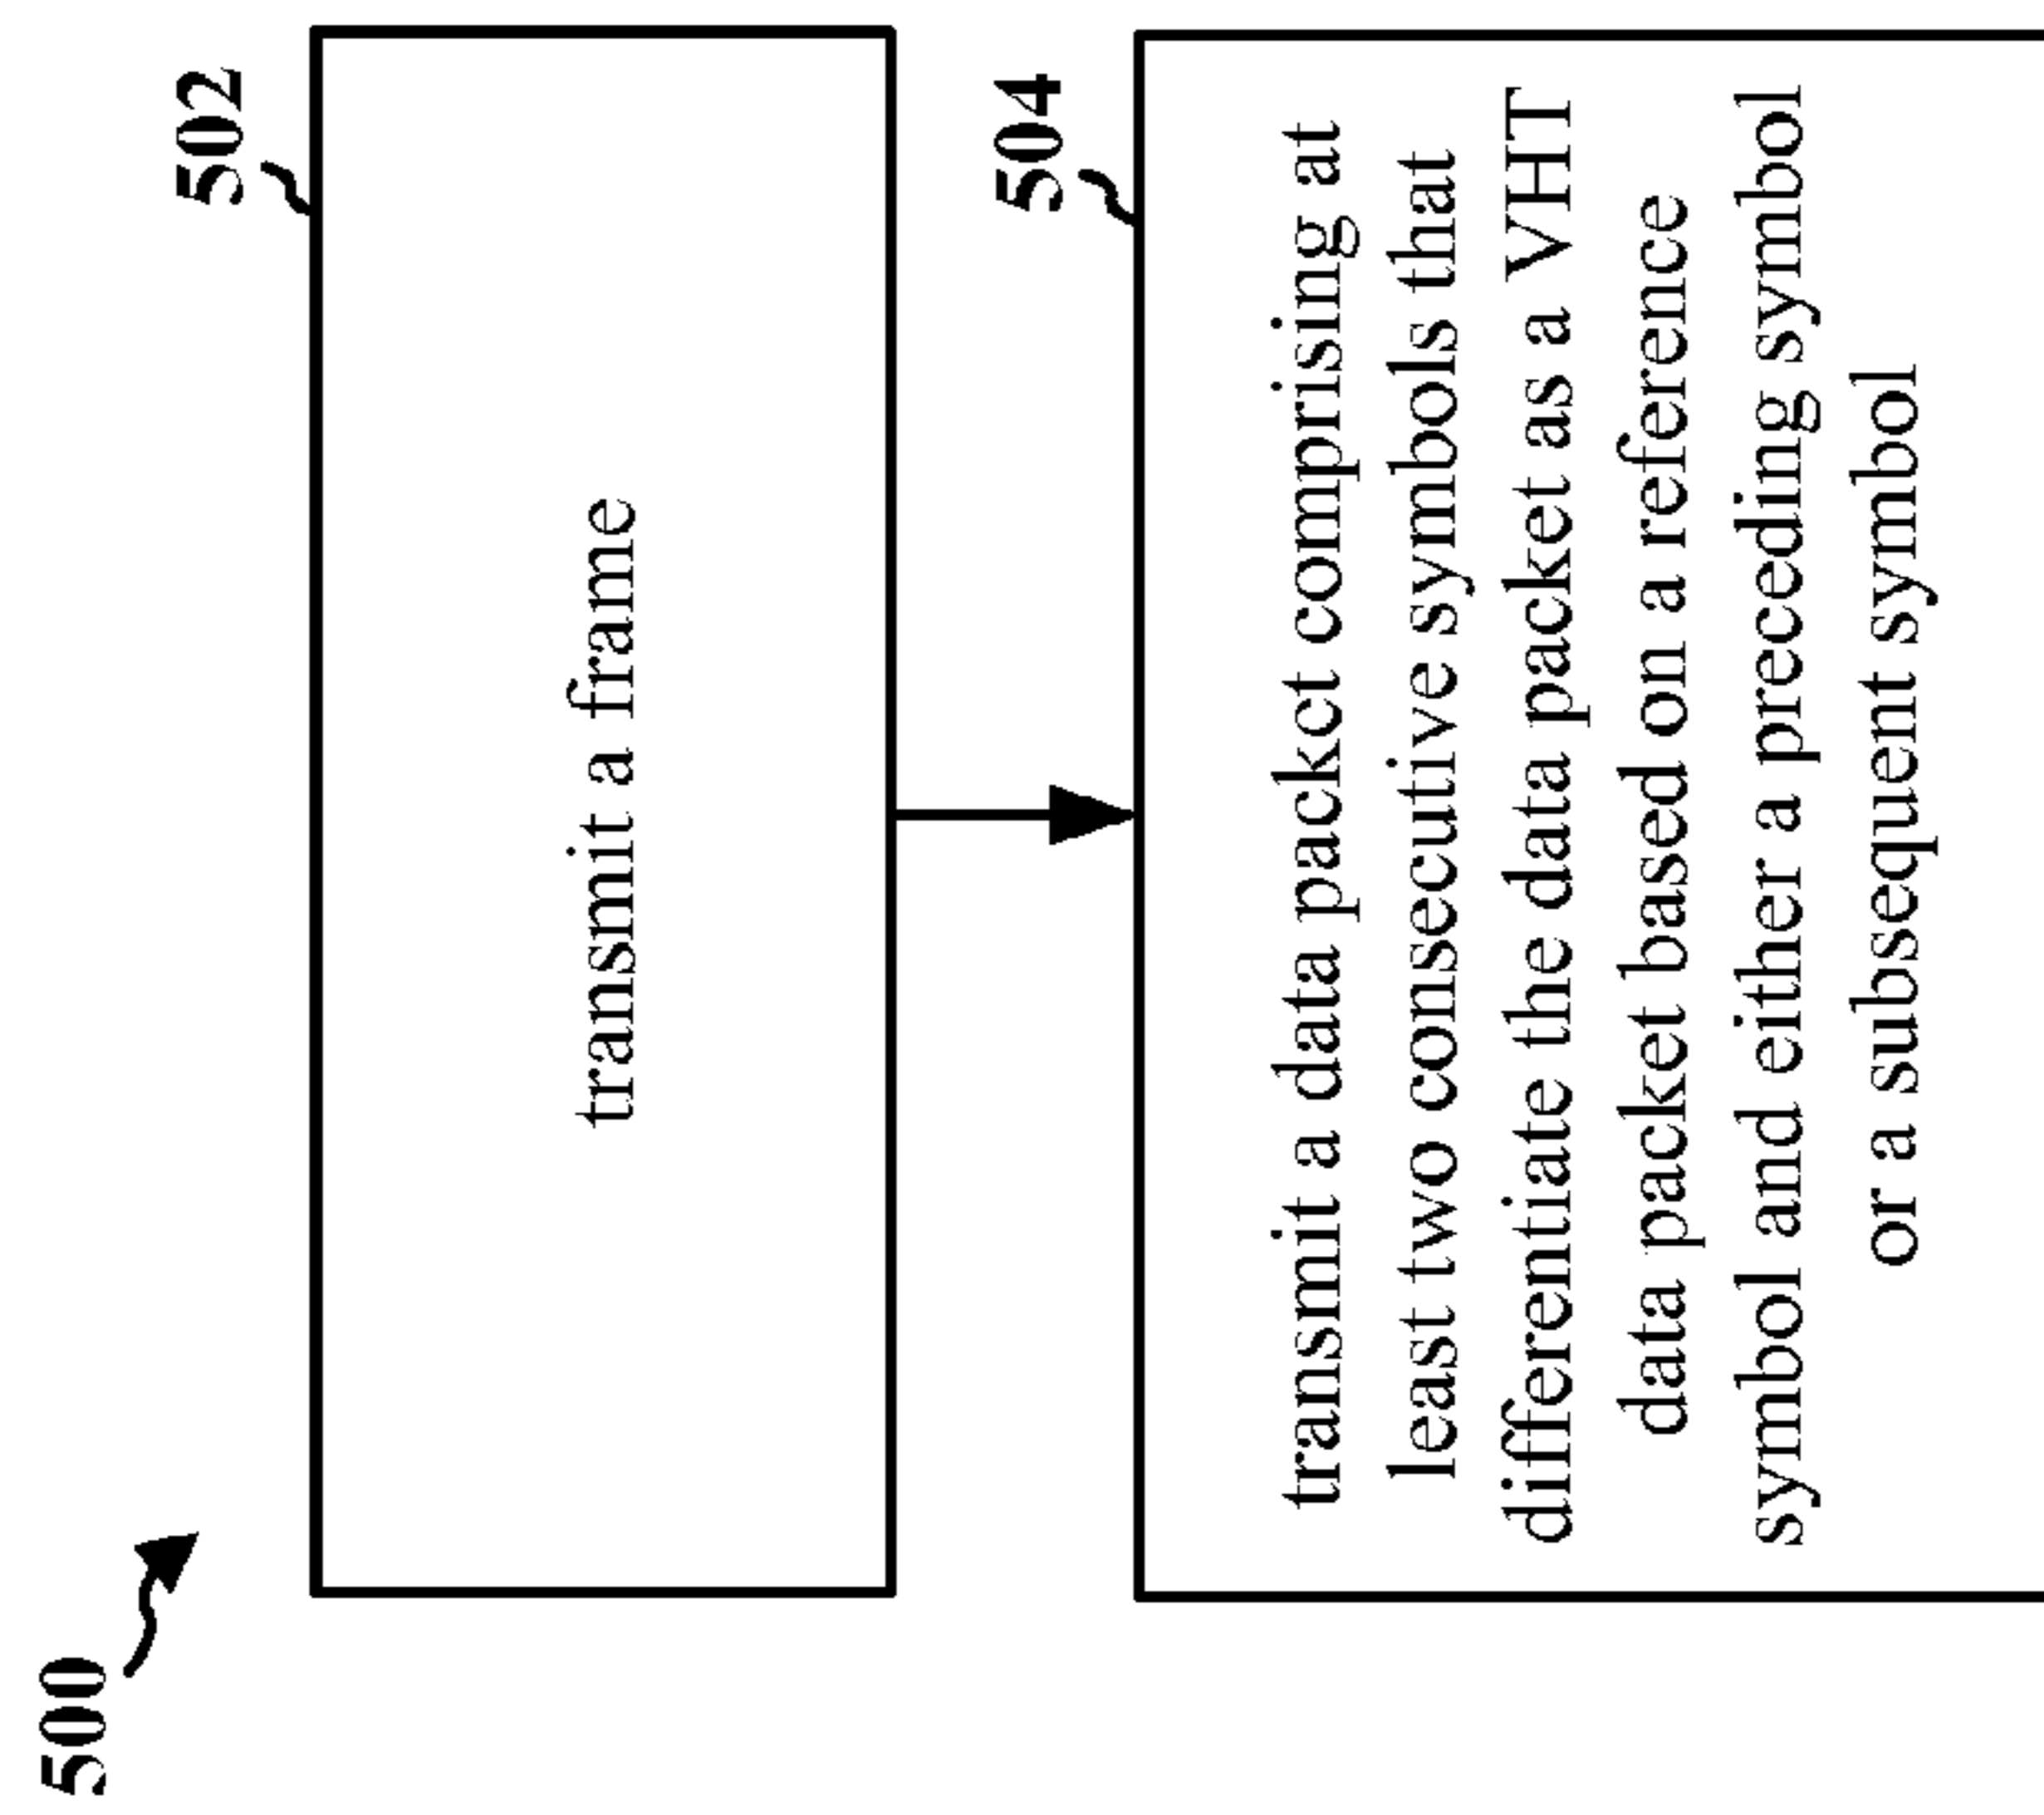 500
502
transmit a frame
504
transmit a data packet comprising at
least two consecutive symbols that
differentiate the data packet as a VHT
data packet based on a reference
symbol and either a preceding symbol
or a subsequent symbol